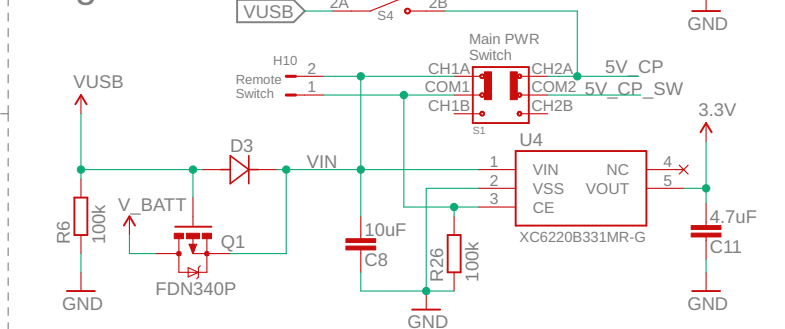 VUSB
2A
2B
S4
GND
Main PWR
Switch
H10
2
1
Remote
Switch
CH1A
COM1
CH1B
CH2A
COM2
CH2B
S1
5V_CP
5V_CP_SW
VUSB
3.3V
U4
D3
VIN
1
2
3
VIN
VSS
CE
NC
VOUT
4
5
XC6220B331MR-G
R6
100k
V_BATT
Q1
FDN340P
10uF
C8
R26
100k
4.7uF
C11
GND
GND
GND